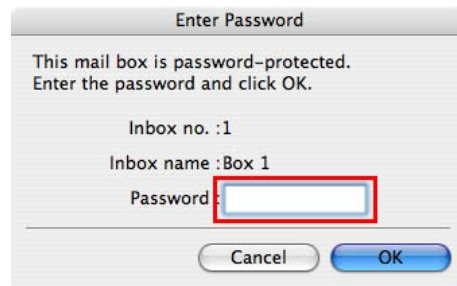 Enter Password
This mail box is password-protected.
Enter the password and click OK.
Inbox no. :1
Inbox name :Box 1
Password :
Cancel OK